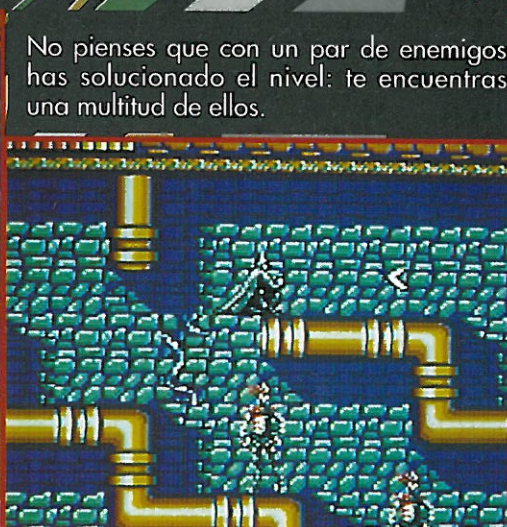 No pienses que con un par de enemigos
has solucionado el nivel: te encuentras
una multitud de ellos.